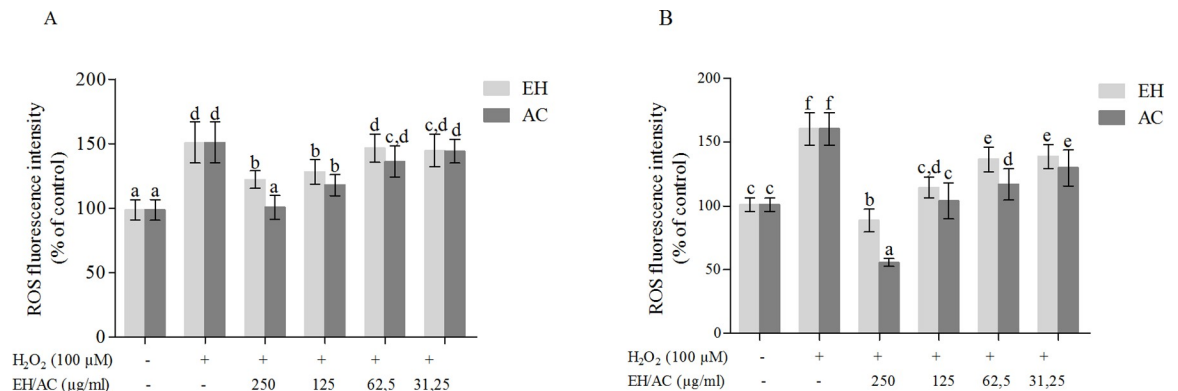 A
ROS fluorescence intensity
(% of control)
200
150
100
50
0
a a d d b a b b d c,d c,d d
EH
AC
H₂O₂ (100 µM) - + + + + +
EH/AC (µg/ml) - - 250 125 62,5 31,25
B
ROS fluorescence intensity
(% of control)
200
150
100
50
0
c c f f b a c,d c e d e e
EH
AC
H₂O₂ (100 µM) - + + + + +
EH/AC (µg/ml) - - 250 125 62,5 31,25